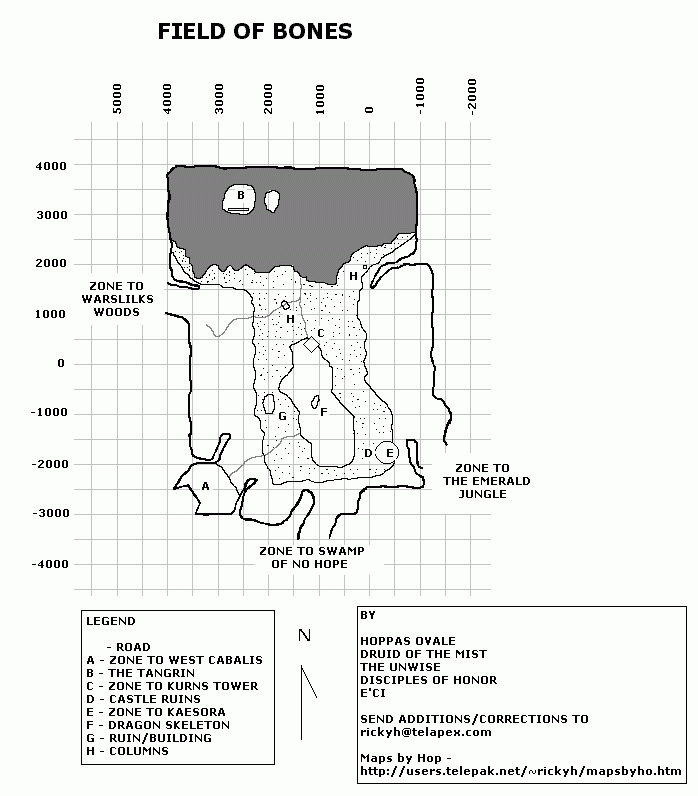 FIELD OF BONES
5000 4000 3000 2000 1000 0 -1000 -2000
4000
3000
2000
1000
0
-1000
-2000
-3000
-4000
B
H
ZONE TO
WARSLILKS
WOODS
H
C
G
F
D E
A
ZONE TO
THE EMERALD
JUNGLE
ZONE TO SWAMP
OF NO HOPE
LEGEND
- ROAD
A - ZONE TO WEST CABALIS
B - THE TANGRIN
C - ZONE TO KURNS TOWER
D - CASTLE RUINS
E - ZONE TO KAESORA
F - DRAGON SKELETON
G - RUIN/BUILDING
H - COLUMNS
N
BY
HOPPAS OVALE
DRUID OF THE MIST
THE UNWISE
DISCIPLES OF HONOR
E'CI
SEND ADDITIONS/CORRECTIONS TO
rickyh@telapex.com
Maps by Hop -
http://users.telepak.net/~rickyh/mapsbyho.htm